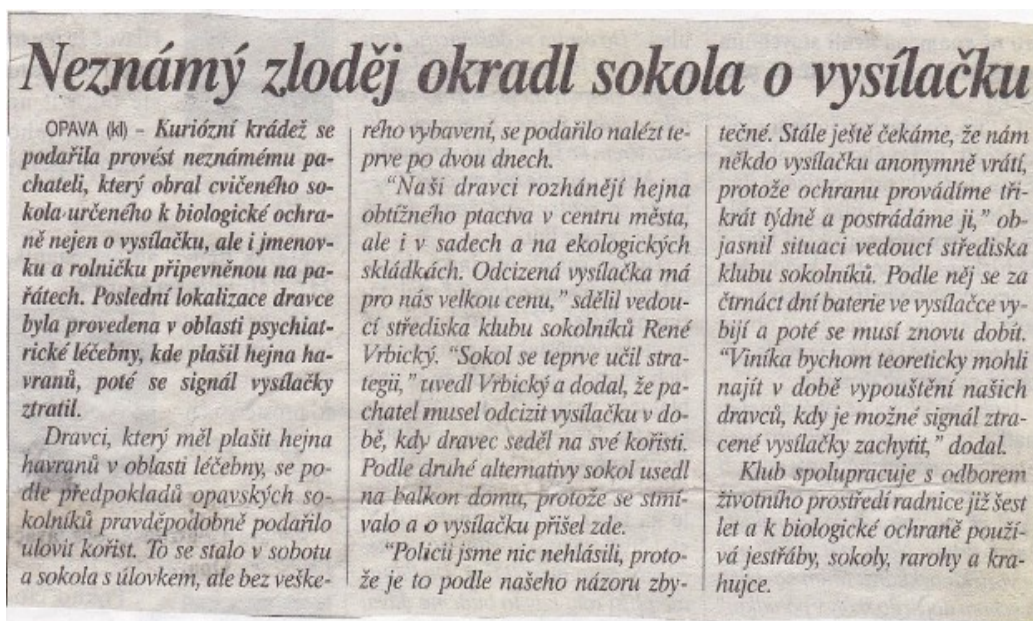 Neznámý zloděj okradl sokola o vysílačku
OPAVA (kl) – Kuriózní krádež se
podařila provést neznámému pa-
chateli, který obral cvičeného so-
kola určeného k biologické ochra-
ně nejen o vysílačku, ale i jmenov-
ku a rolničku připevněnou na pa-
řátech. Poslední lokalizace dravce
byla provedena v oblasti psychiat-
rické léčebny, kde plašil hejna ha-
vranů, poté se signál vysílačky
ztratil.
Dravci, který měl plašit hejna
havranů v oblasti léčebny, se po-
dle předpokladů opavských so-
kolníků pravděpodobně podařilo
ulovit kořist. To se stalo v sobotu
a sokola s úlovkem, ale bez veške-
rého vybavení, se podařilo nalézt te-
prve po dvou dnech.
“Naši dravci rozhánějí hejna
obtížného ptactva v centru města,
ale i v sadech a na ekologických
skládkách. Odcizená vysílačka má
pro nás velkou cenu,” sdělil vedou-
cí střediska klubu sokolníků René
Vrbický. “Sokol se teprve učil stra-
tegii,” uvedl Vrbický a dodal, že pa-
chatel musel odcizit vysílačku v do-
bě, kdy dravec seděl na své kořisti.
Podle druhé alternativy sokol usedl
na balkon domu, protože se stmí-
valo a o vysílačku přišel zde.
“Policii jsme nic nehlásili, proto-
že je to podle našeho názoru zby-
tečné. Stále ještě čekáme, že nám
někdo vysílačku anonymně vrátí,
protože ochranu provádíme tři-
krát týdně a postrádáme ji,” ob-
jasnil situaci vedoucí střediska
klubu sokolníků. Podle něj se za
čtrnáct dní baterie ve vysílačce vy-
bijí a poté se musí znovu dobít.
“Viníka bychom teoreticky mohli
najít v době vypouštění našich
dravců, kdy je možné signál ztra-
cené vysílačky zachytit,” dodal.
Klub spolupracuje s odborem
životního prostředí radnice již šest
let a k biologické ochraně použí-
vá jestřáby, sokoly, rarohy a kra-
hujce.